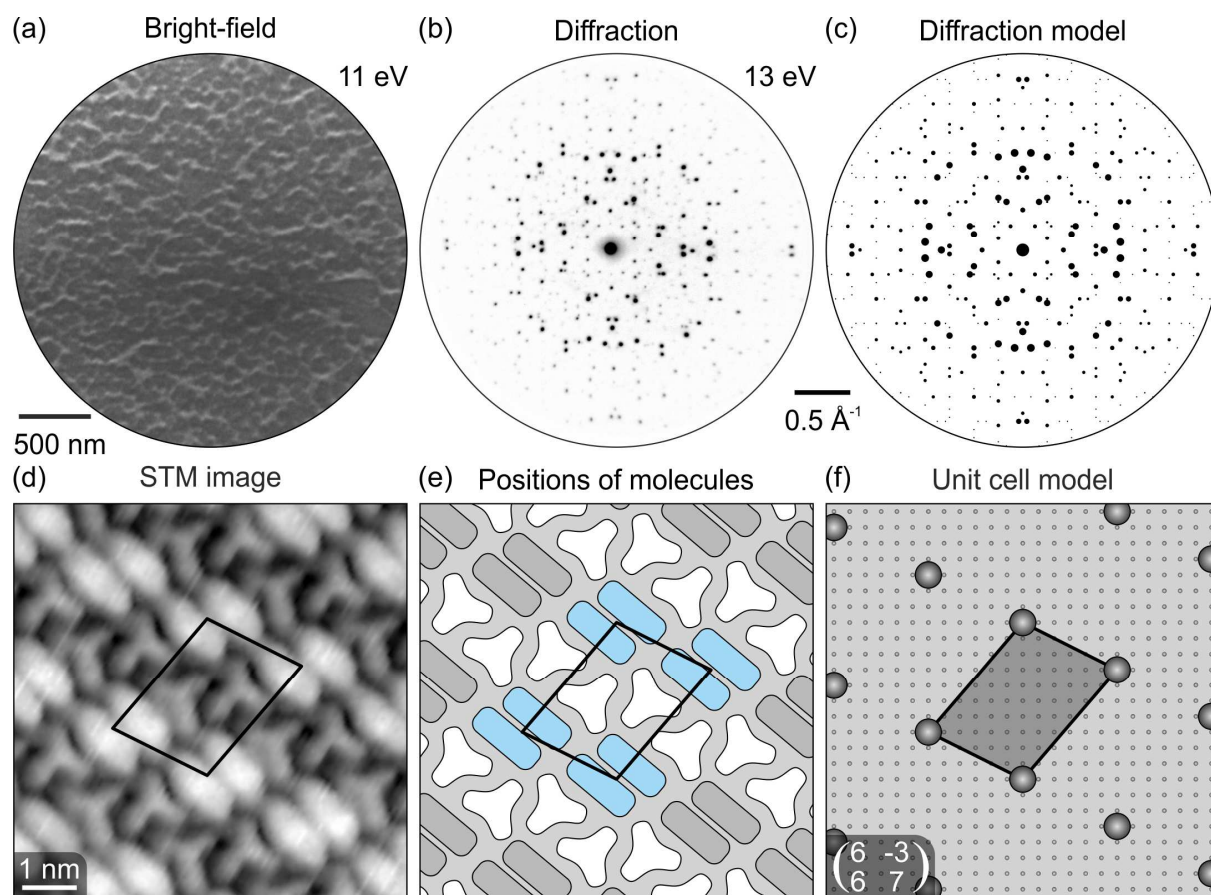 (a) Bright-field
11 eV
500 nm
(b) Diffraction
13 eV
0.5 Å⁻¹
(c) Diffraction model
(d) STM image
1 nm
(e) Positions of molecules
(f) Unit cell model
(6 -3
6 7)